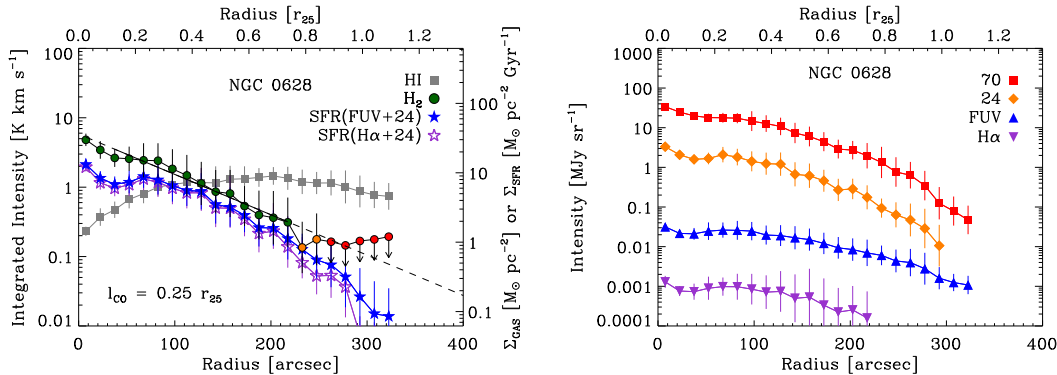 Radius [r25]
0.0 0.2 0.4 0.6 0.8 1.0
100
10
1
0.1
0.01
Integrated Intensity [K km s⁻¹]
NGC 0628
HI
H2
SFR(FUV+24)
SFR(Hα+24)
lCO = 0.25 r25
100
10
1
0.1
ΣGAS [M⊙ pc⁻²] or ΣSFR [M⊙ pc⁻² Gyr⁻¹]
0 100 200 300 400
Radius [arcsec]
Radius [r25]
0.0 0.2 0.4 0.6 0.8 1.0 1.2
1000
100
10
1
0.1
0.01
0.001
0.0001
Intensity [MJy sr⁻¹]
NGC 0628
70
24
FUV
Hα
0 100 200 300 400
Radius [arcsec]